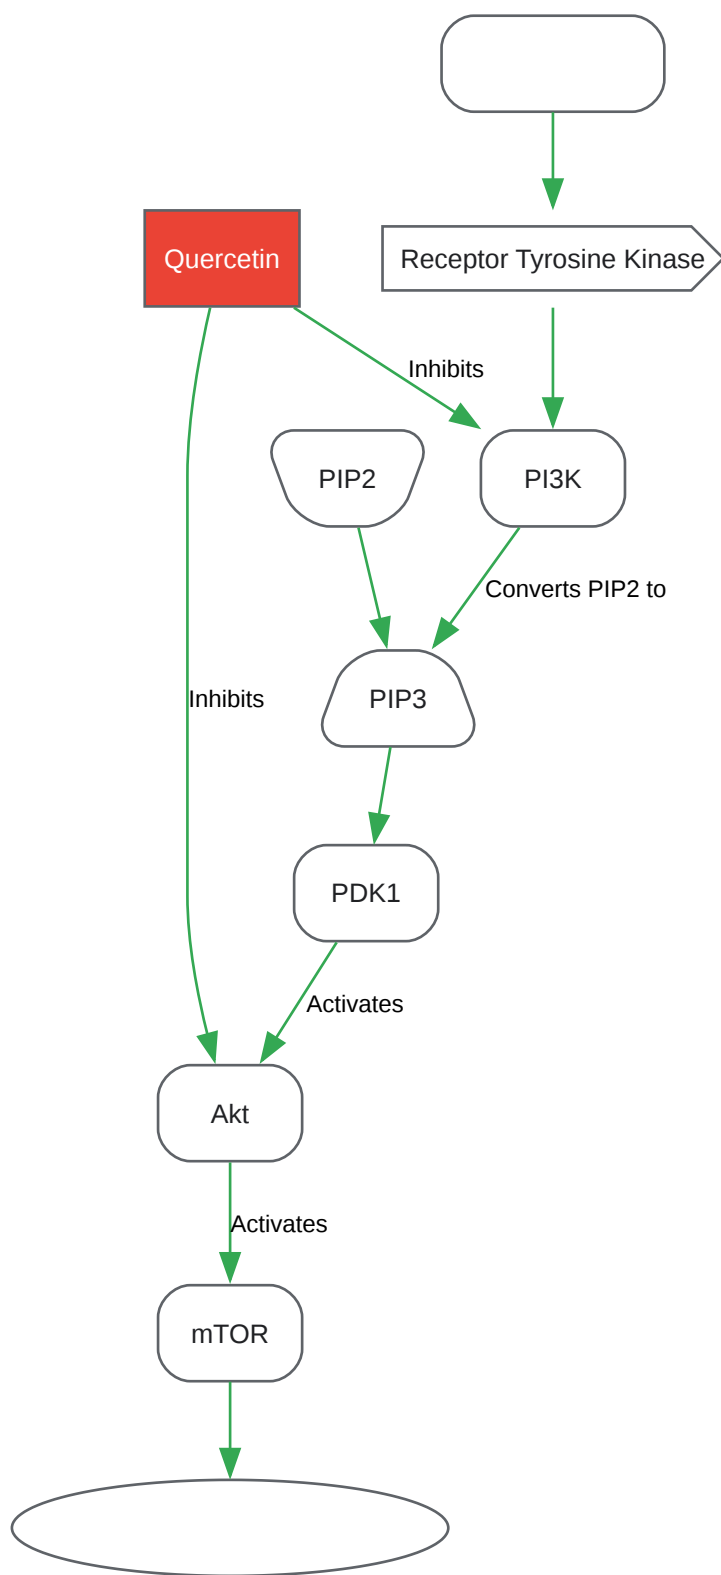 Quercetin
Receptor Tyrosine Kinase
Inhibits
PIP2
PI3K
Converts PIP2 to
Inhibits
PIP3
PDK1
Activates
Akt
Activates
mTOR